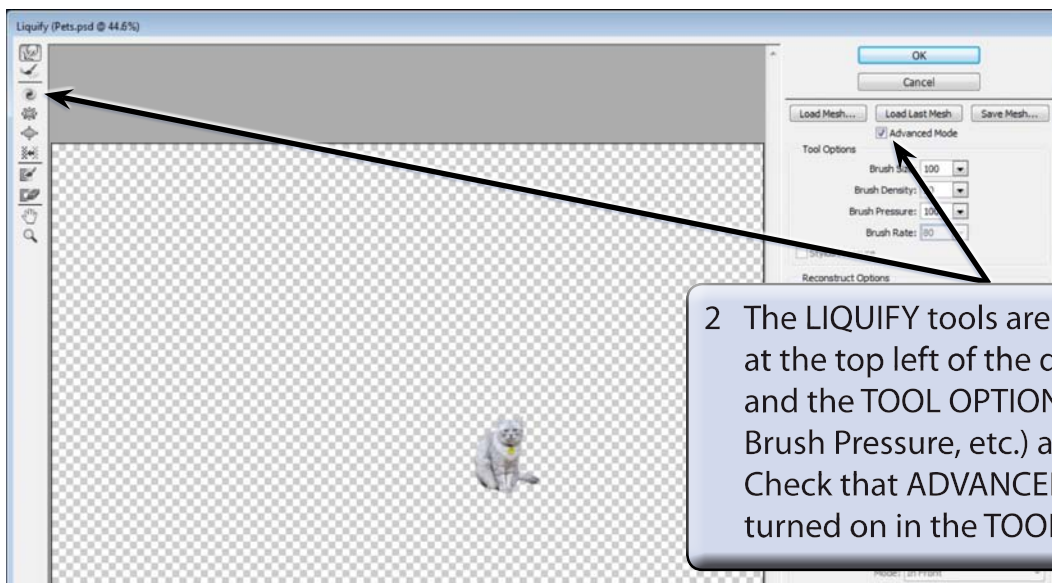 Liquify (Pets.psd @ 44.6%)
OK
Cancel
Load Mesh... Load Last Mesh Save Mesh...
Advanced Mode
Tool Options
Brush 100
Brush Density:
Brush Pressure: 100
Brush Rate: 80
Reconstruct Options
2 The LIQUIFY tools are
at the top left of the
and the TOOL OPTION
Brush Pressure, etc.) a
Check that ADVANCE
turned on in the TOOL
Mode: In Front